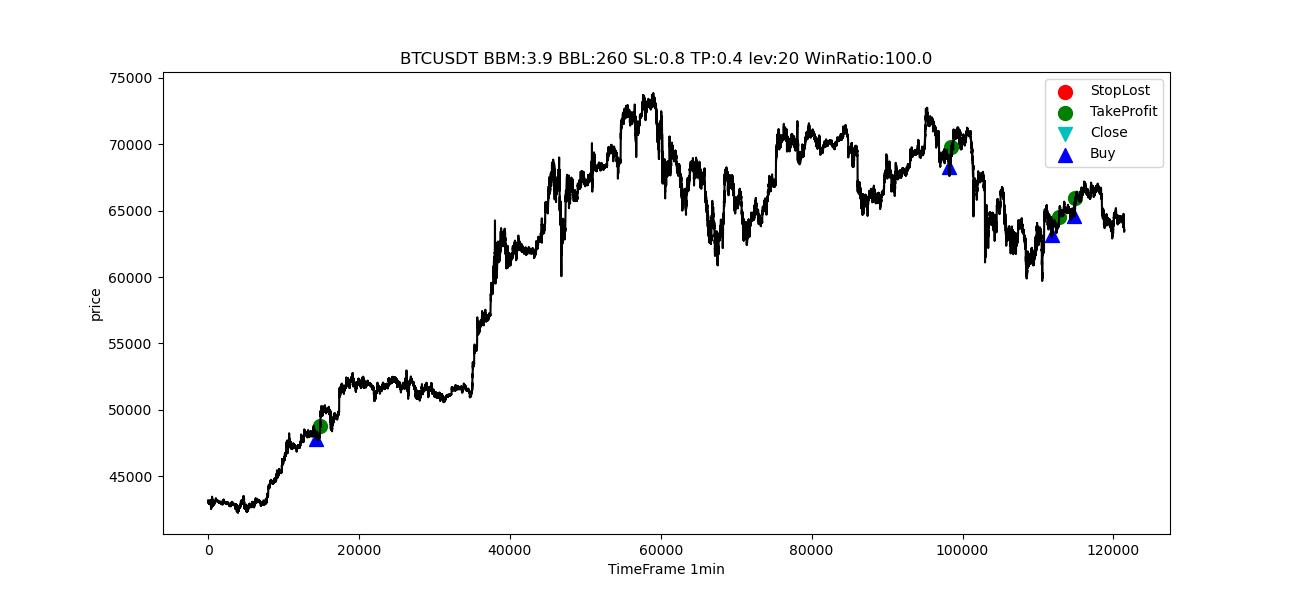 BTCUSDT BBM:3.9 BBL:260 SL:0.8 TP:0.4 lev:20 WinRatio:100.0
75000
70000
65000
60000
55000
50000
45000
price
StopLost
TakeProfit
Close
Buy
0 20000 40000 60000 80000 100000 120000
TimeFrame 1min